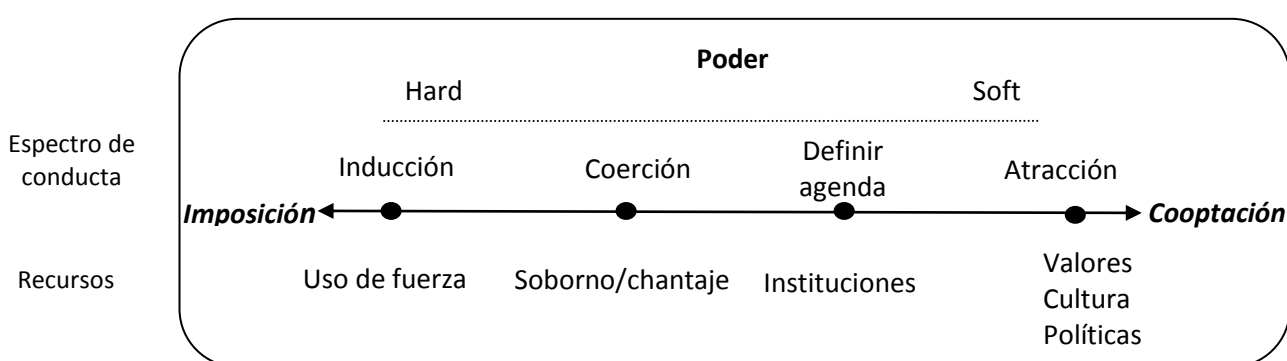 Poder
Hard Soft
Espectro de
conducta
Inducción Coerción Definir
agenda Atracción
Imposición Cooptación
Recursos
Uso de fuerza Soborno/chantaje Instituciones Valores
Cultura
Políticas